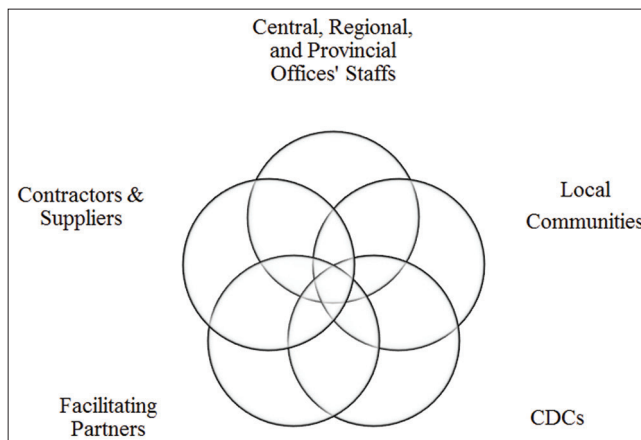 Central, Regional,
and Provincial
Offices' Staffs
Contractors &
Suppliers
Local
Communities
Facilitating
Partners
CDCs